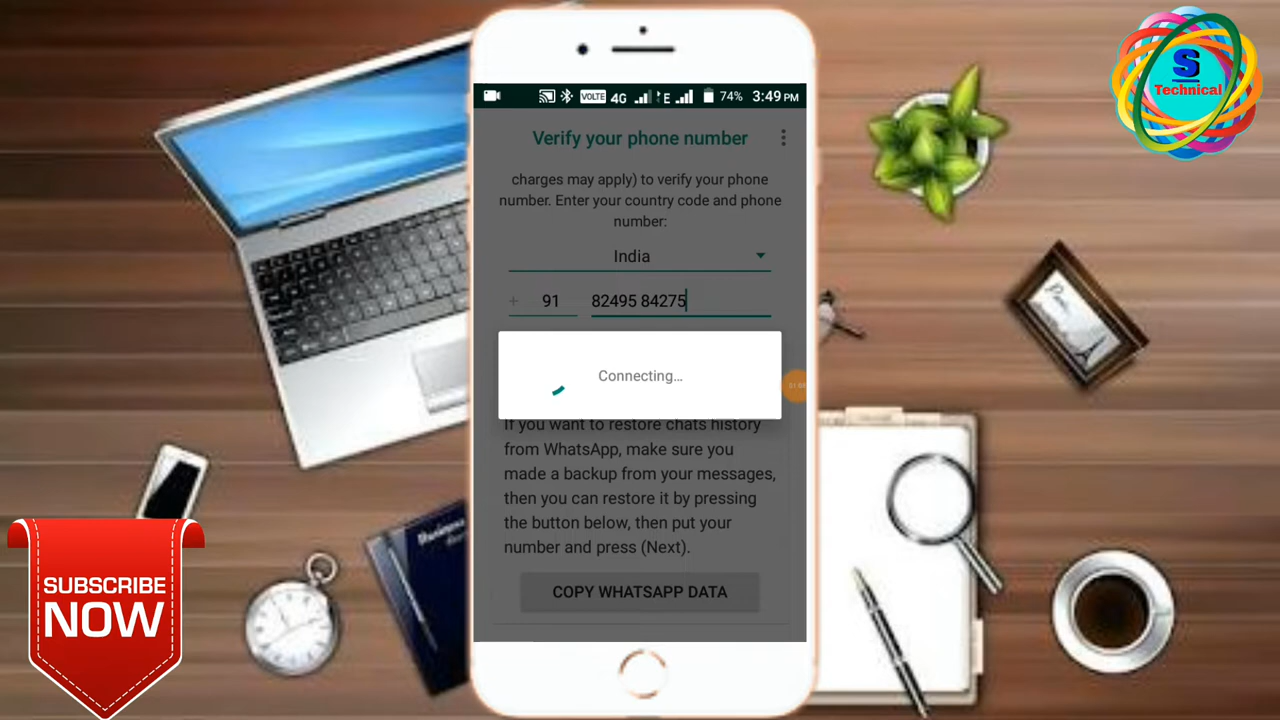 S
Technical
VOLTE 4G E 74% 3:49 PM
Verify your phone number
charges may apply) to verify your phone
number. Enter your country code and phone
number:
India
+ 91 82495 84275
Connecting...
If you want to restore chats history
from WhatsApp, make sure you
made a backup from your messages,
then you can restore it by pressing
the button below, then put your
number and press (Next).
COPY WHATSAPP DATA
SUBSCRIBE
NOW